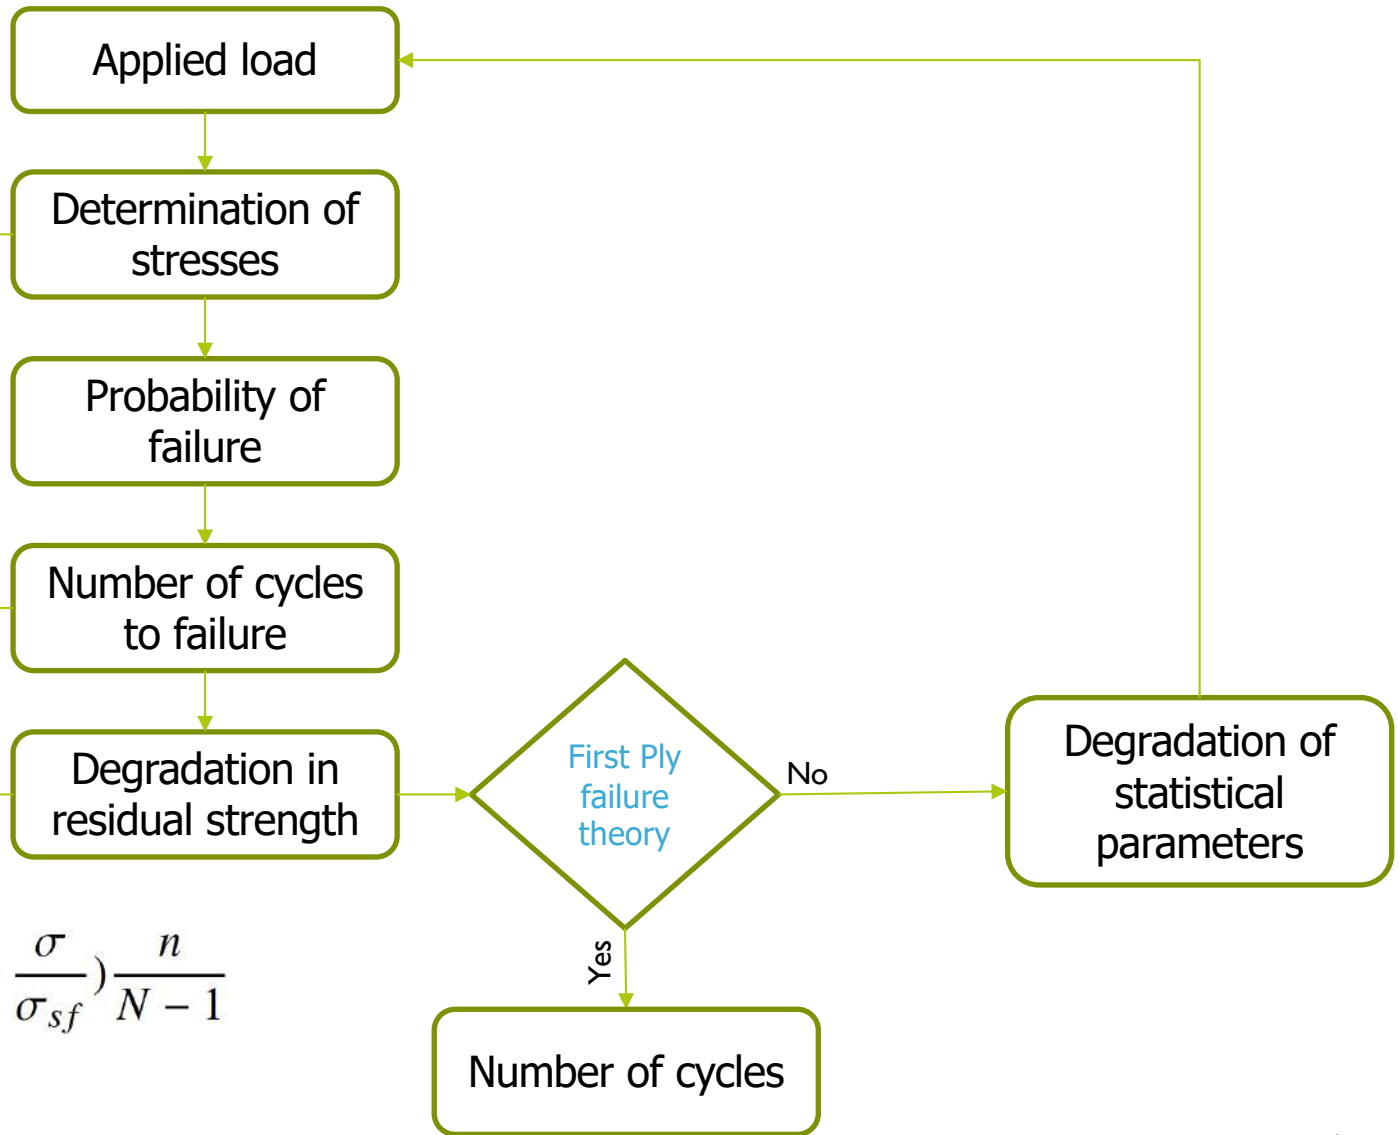 Applied load
Determination of
stresses
Probability of
failure
Number of cycles
to failure
Degradation in
residual strength
First Ply
failure
theory
No
Degradation of
statistical
parameters
Yes
σ/σ_sf) n/(N − 1)
Number of cycles